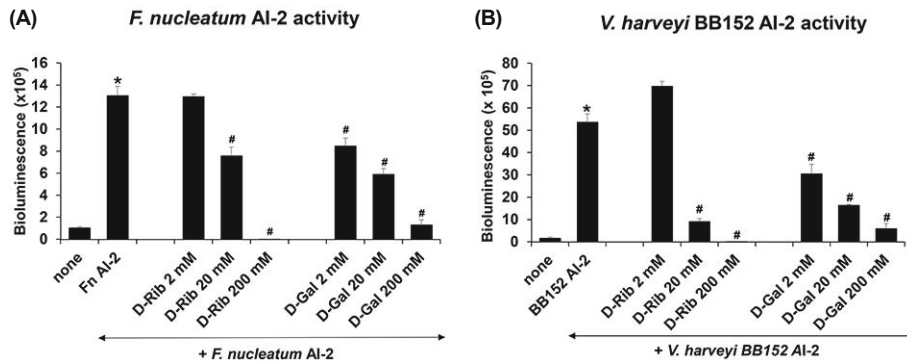 (A)
F. nucleatum AI-2 activity
Bioluminescence (x10⁵)
16
14
12
10
8
6
4
2
0
*
#
#
#
#
#
none
Fn AI-2
D-Rib 2 mM
D-Rib 20 mM
D-Rib 200 mM
D-Gal 2 mM
D-Gal 20 mM
D-Gal 200 mM
+ F. nucleatum AI-2
(B)
V. harveyi BB152 AI-2 activity
Bioluminescence (x 10⁵)
80
70
60
50
40
30
20
10
0
*
#
#
#
#
#
none
BB152 AI-2
D-Rib 2 mM
D-Rib 20 mM
D-Rib 200 mM
D-Gal 2 mM
D-Gal 20 mM
D-Gal 200 mM
+ V. harveyi BB152 AI-2